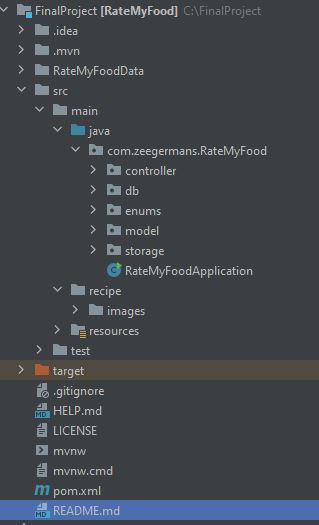 FinalProject [RateMyFood] C:\FinalProject
.idea
.mvn
RateMyFoodData
src
main
java
com.zeegermans.RateMyFood
controller
db
enums
model
storage
RateMyFoodApplication
recipe
images
resources
test
target
.gitignore
HELP.md
LICENSE
mvnw
mvnw.cmd
pom.xml
README.md